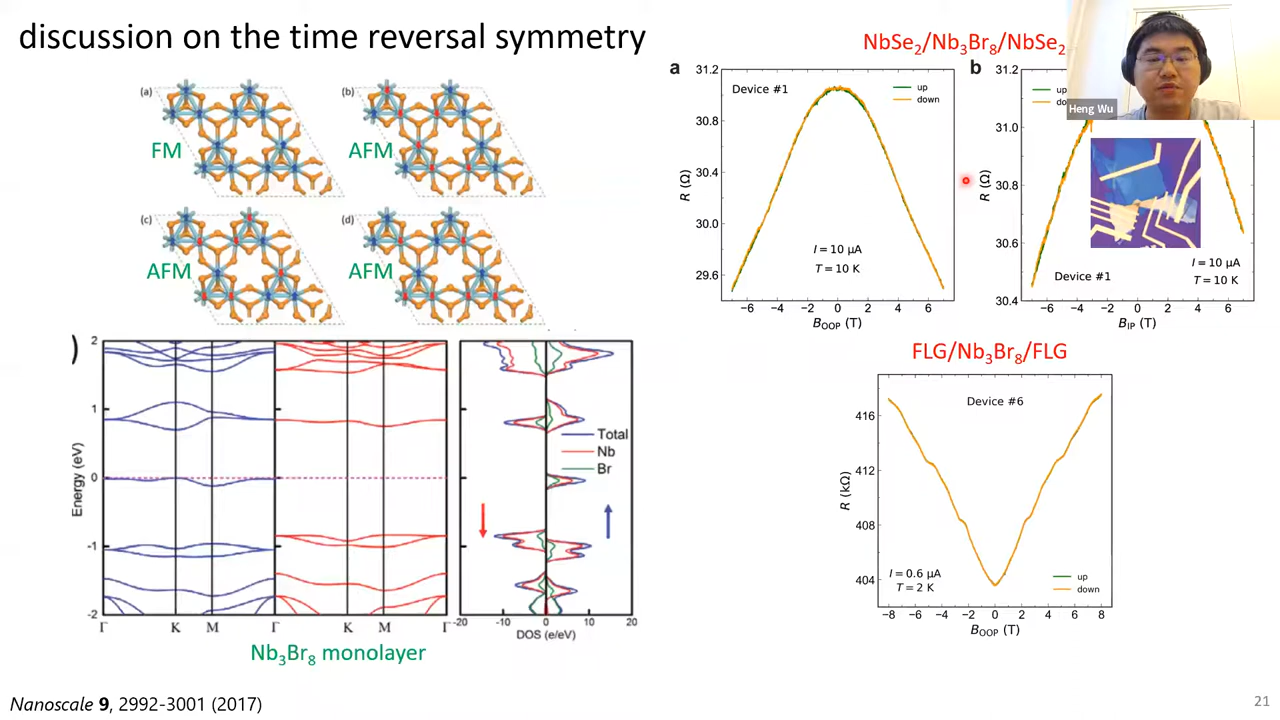 discussion on the time reversal symmetry
(a)
FM
(b)
AFM
(c)
AFM
(d)
AFM
)
2
1
0
-1
-2
Energy (eV)
Γ K M Γ K M Γ
Total
Nb
Br
-20 -10 0 10 20
DOS (e/eV)
Nb₃Br₈ monolayer
Nanoscale 9, 2992-3001 (2017)
NbSe₂/Nb₃Br₈/NbSe₂
a
Device #1
up
down
31.2
30.8
30.4
30.0
29.6
R (Ω)
I = 10 μA
T = 10 K
−6 −4 −2 0 2 4 6
B_OOP (T)
b
up
31.2
31.0
30.8
30.6
30.4
R (Ω)
Device #1
I = 10 μA
T = 10 K
−6 −4 −2 0 2 4 6
B_IP (T)
Heng Wu
FLG/Nb₃Br₈/FLG
Device #6
416
412
408
404
R (kΩ)
I = 0.6 μA
T = 2 K
up
down
−8 −6 −4 −2 0 2 4 6 8
B_OOP (T)
21